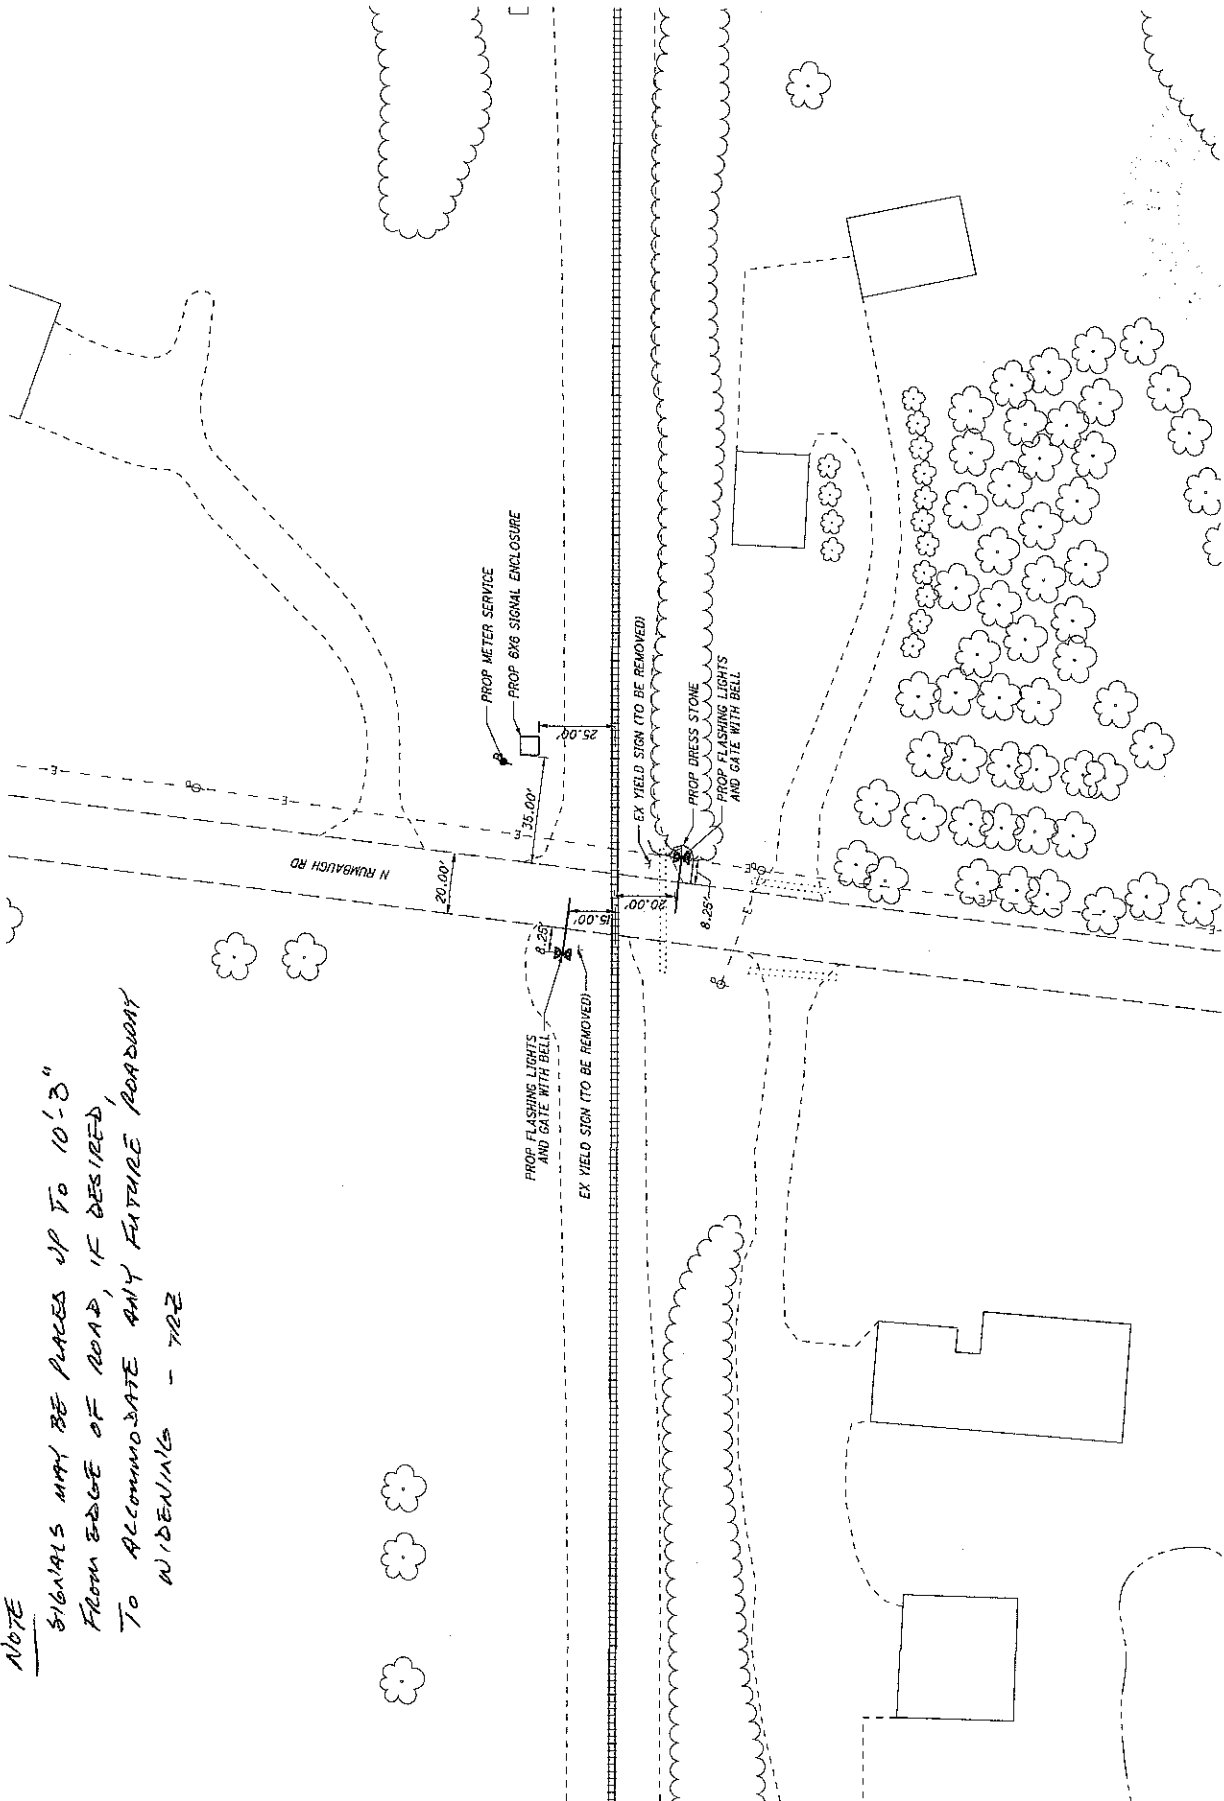 NOTE
SIGNALS MAY BE PLACED UP TO 10'-3"
FROM EDGE OF ROAD, IF DESIRED,
TO ACCOMMODATE ANY FUTURE ROADWAY
WIDENING - TRZ
PROP METER SERVICE
PROP 6X6 SIGNAL ENCLOSURE
N RUMBAUGH RD
20.00'
35.00'
25.00'
PROP FLASHING LIGHTS
AND GATE WITH BELL
EX YIELD SIGN (TO BE REMOVED)
8.25'
15.00'
20.00'
8.25'
EX YIELD SIGN (TO BE REMOVED)
PROP DRESS STONE
PROP FLASHING LIGHTS
AND GATE WITH BELL
E
E
E
E
E
E
E
E